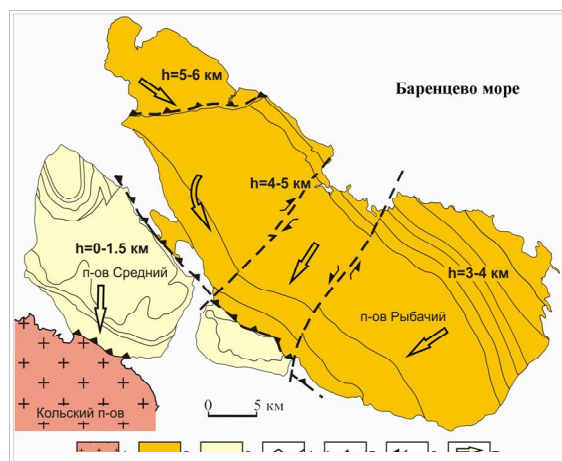 h=5-6 км
Баренцево море
h=4-5 км
h=0-1.5 км
п-ов Средний
h=3-4 км
п-ов Рыбачий
Кольский п-ов
0 5 км